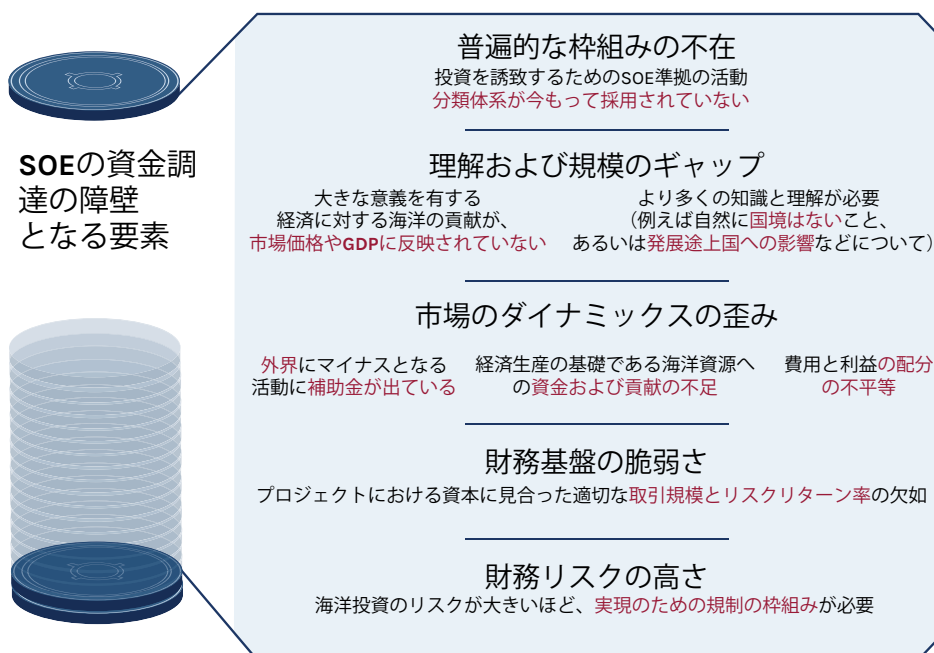 SOEの資金調
達の障壁
となる要素
普遍的な枠組みの不在
投資を誘致するためのSOE準拠の活動
分類体系が今もって採用されていない
理解および規模のギャップ
大きな意義を有する
経済に対する海洋の貢献が、
市場価格やGDPに反映されていない
より多くの知識と理解が必要
（例えば自然に国境はないこと、
あるいは発展途上国への影響などについて）
市場のダイナミックスの歪み
外界にマイナスとなる
活動に補助金が出ている
経済生産の基礎である海洋資源へ
の資金および貢献の不足
費用と利益の配分
の不平等
財務基盤の脆弱さ
プロジェクトにおける資本に見合った適切な取引規模とリスクリターン率の欠如
財務リスクの高さ
海洋投資のリスクが大きいほど、実現のための規制の枠組みが必要